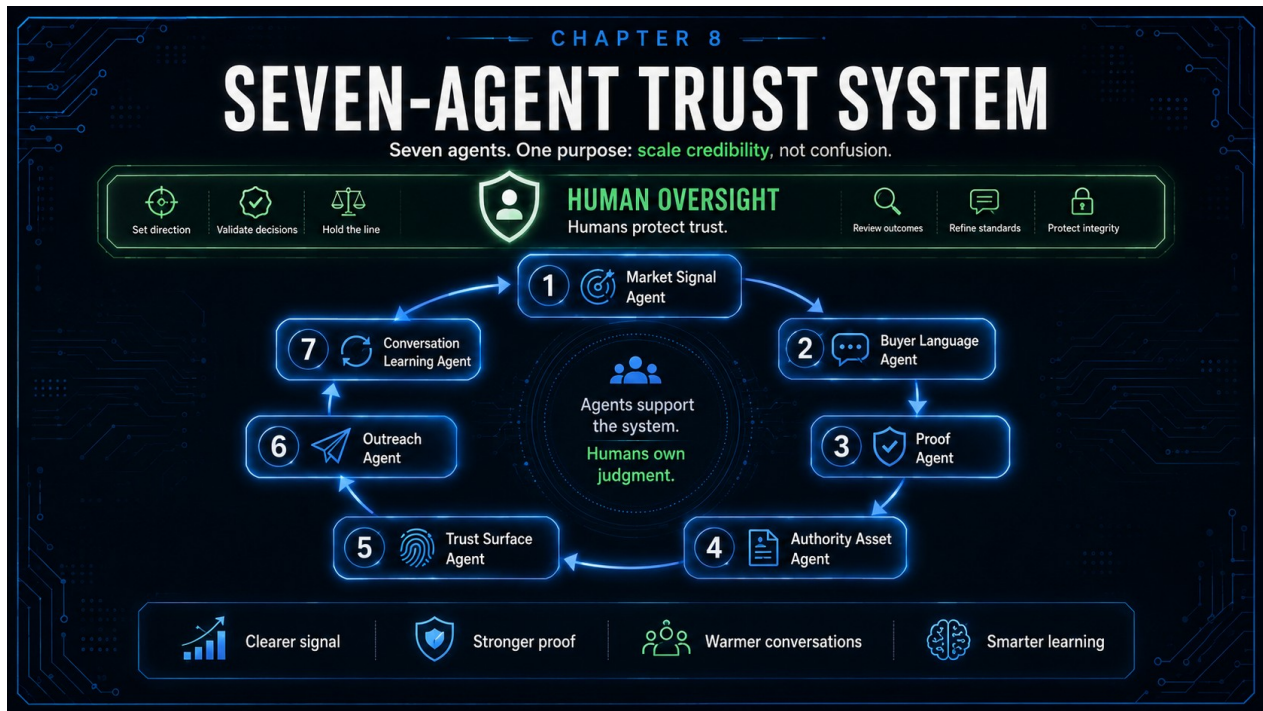 CHAPTER 8
SEVEN-AGENT TRUST SYSTEM
Seven agents. One purpose: scale credibility, not confusion.
Set direction
Validate decisions
Hold the line
HUMAN OVERSIGHT
Humans protect trust.
Review outcomes
Refine standards
Protect integrity
1
Market Signal
Agent
2
Buyer Language
Agent
3
Proof
Agent
4
Authority Asset
Agent
5
Trust Surface
Agent
6
Outreach
Agent
7
Conversation
Learning Agent
Agents support
the system.
Humans own
judgment.
Clearer signal
Stronger proof
Warmer conversations
Smarter learning